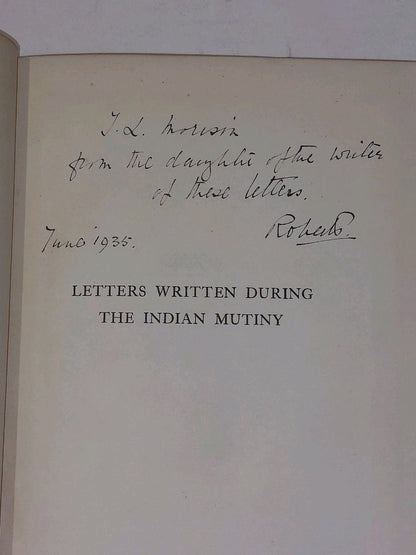 J. L. Morison
from the daughter of the writer
of these letters.
Roberts.
June 1935.
LETTERS WRITTEN DURING
THE INDIAN MUTINY